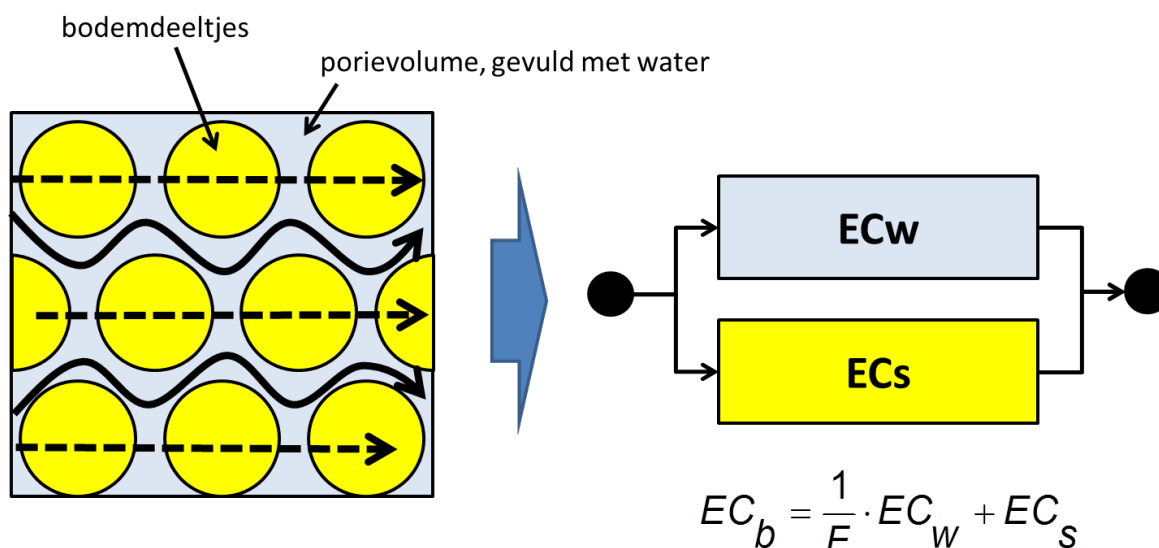 bodemdeeltjes
porievolume, gevuld met water
ECw
ECs
EC_b = 1/F · EC_w + EC_s